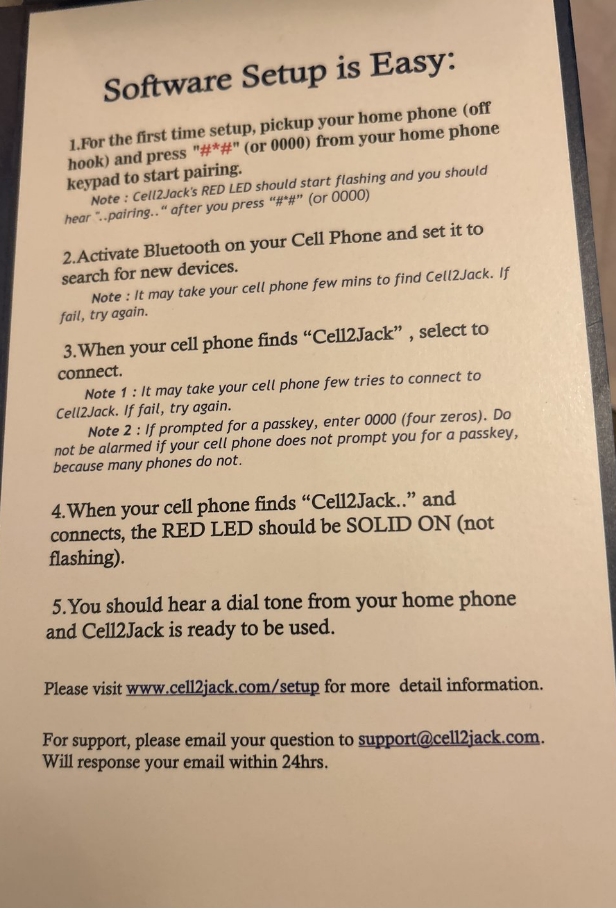 Software Setup is Easy:
1.For the first time setup, pickup your home phone (off
hook) and press "#*#" (or 0000) from your home phone
keypad to start pairing.
Note : Cell2Jack's RED LED should start flashing and you should
hear "..pairing.." after you press "#*#" (or 0000)
2.Activate Bluetooth on your Cell Phone and set it to
search for new devices.
Note : It may take your cell phone few mins to find Cell2Jack. If
fail, try again.
3.When your cell phone finds “Cell2Jack” , select to
connect.
Note 1 : It may take your cell phone few tries to connect to
Cell2Jack. If fail, try again.
Note 2 : If prompted for a passkey, enter 0000 (four zeros). Do
not be alarmed if your cell phone does not prompt you for a passkey,
because many phones do not.
4.When your cell phone finds “Cell2Jack..” and
connects, the RED LED should be SOLID ON (not
flashing).
5.You should hear a dial tone from your home phone
and Cell2Jack is ready to be used.
Please visit www.cell2jack.com/setup for more detail information.
For support, please email your question to support@cell2jack.com.
Will response your email within 24hrs.